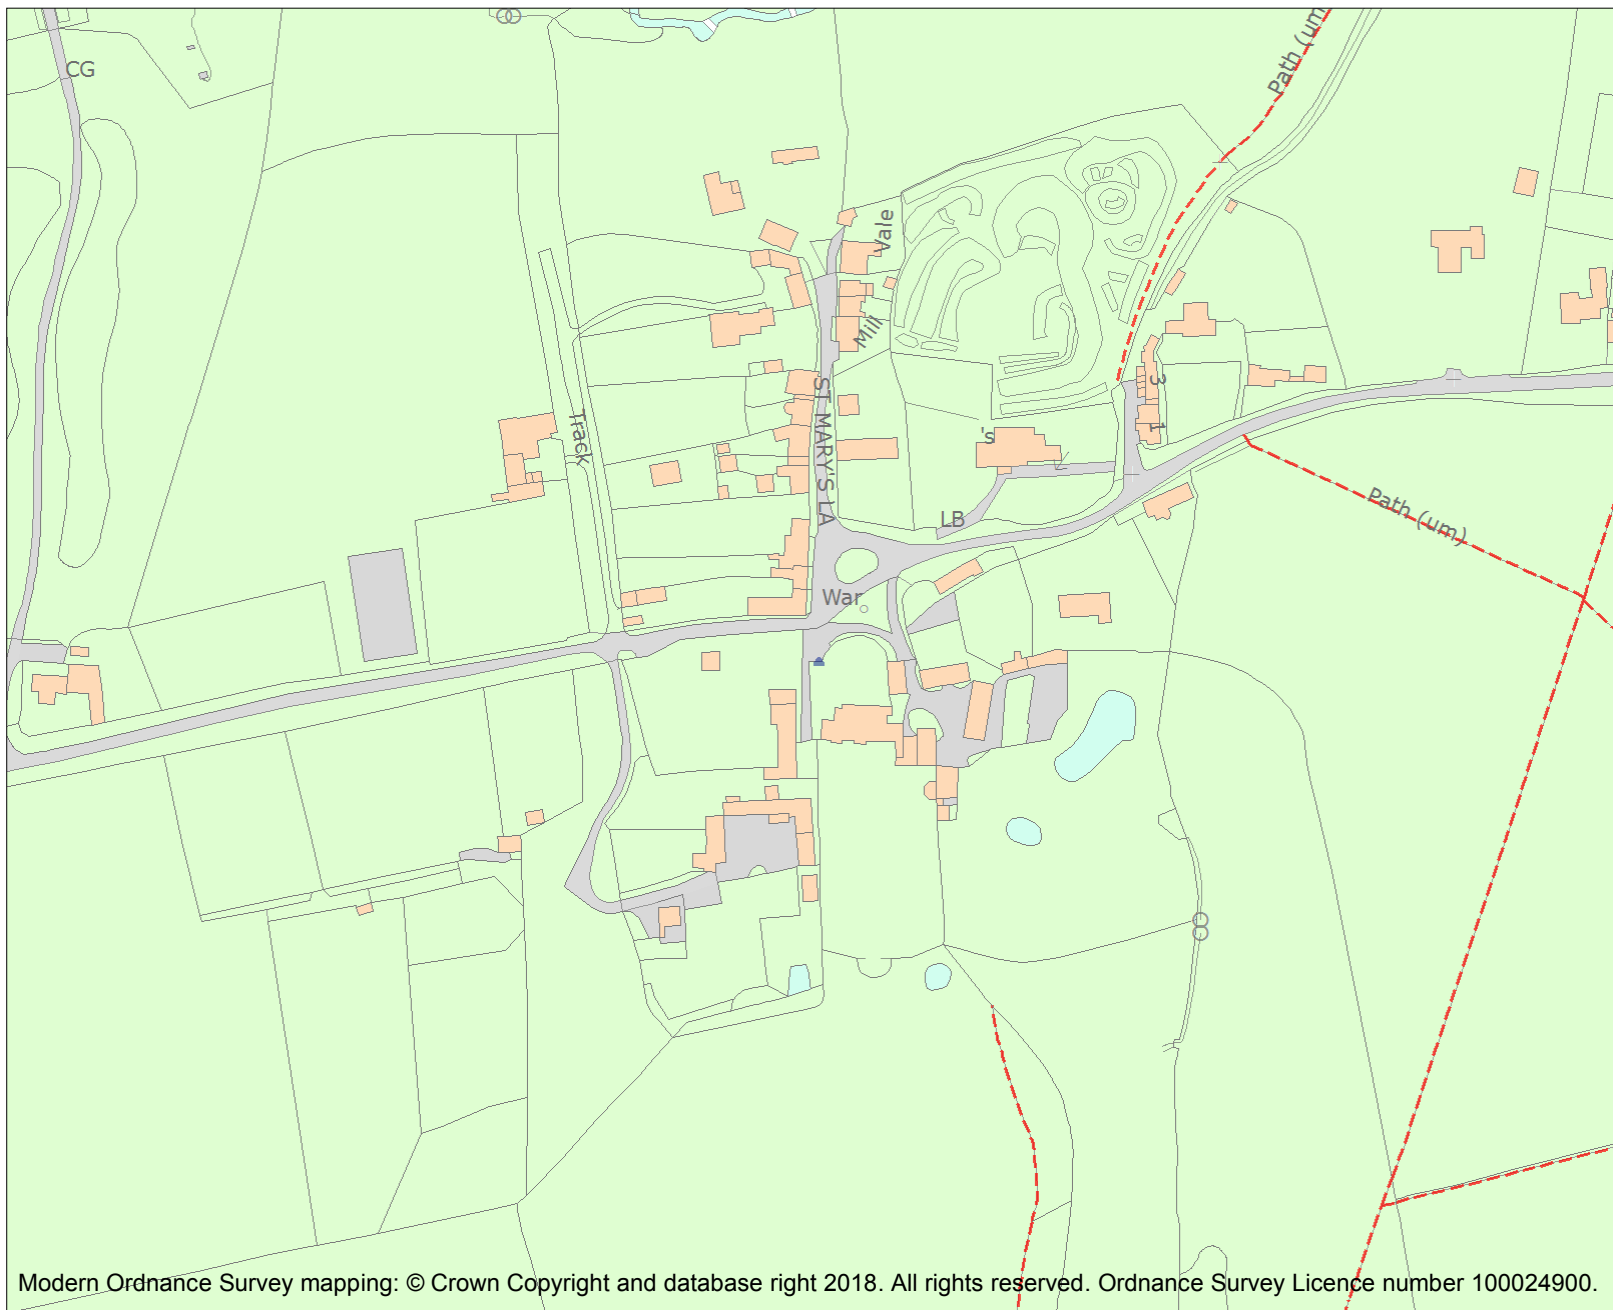 CG
Path (um)
Vale
Mill
ST MARY'S LA
Track
3
1
's
LB
Path (um)
War
Modern Ordnance Survey mapping: © Crown Copyright and database right 2018. All rights reserved. Ordnance Survey Licence number 100024900.